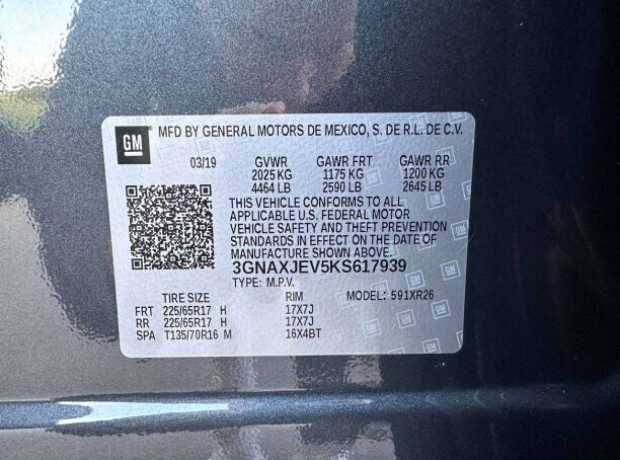 GM
MFD BY GENERAL MOTORS DE MEXICO, S. DE R.L. DE C.V.
03/19 GVWR GAWR FRT GAWR RR
2025 KG 1175 KG 1200 KG
4464 LB 2590 LB 2645 LB
THIS VEHICLE CONFORMS TO ALL
APPLICABLE U.S. FEDERAL MOTOR
VEHICLE SAFETY AND THEFT PREVENTION
STANDARDS IN EFFECT ON THE DATE OF
MANUFACTURE SHOWN ABOVE.
3GNAXJEV5KS617939
TYPE: M.P.V. MODEL: 591XR26
TIRE SIZE RIM
FRT 225/65R17 H 17X7J
RR 225/65R17 H 17X7J
SPA T135/70R16 M 16X4BT